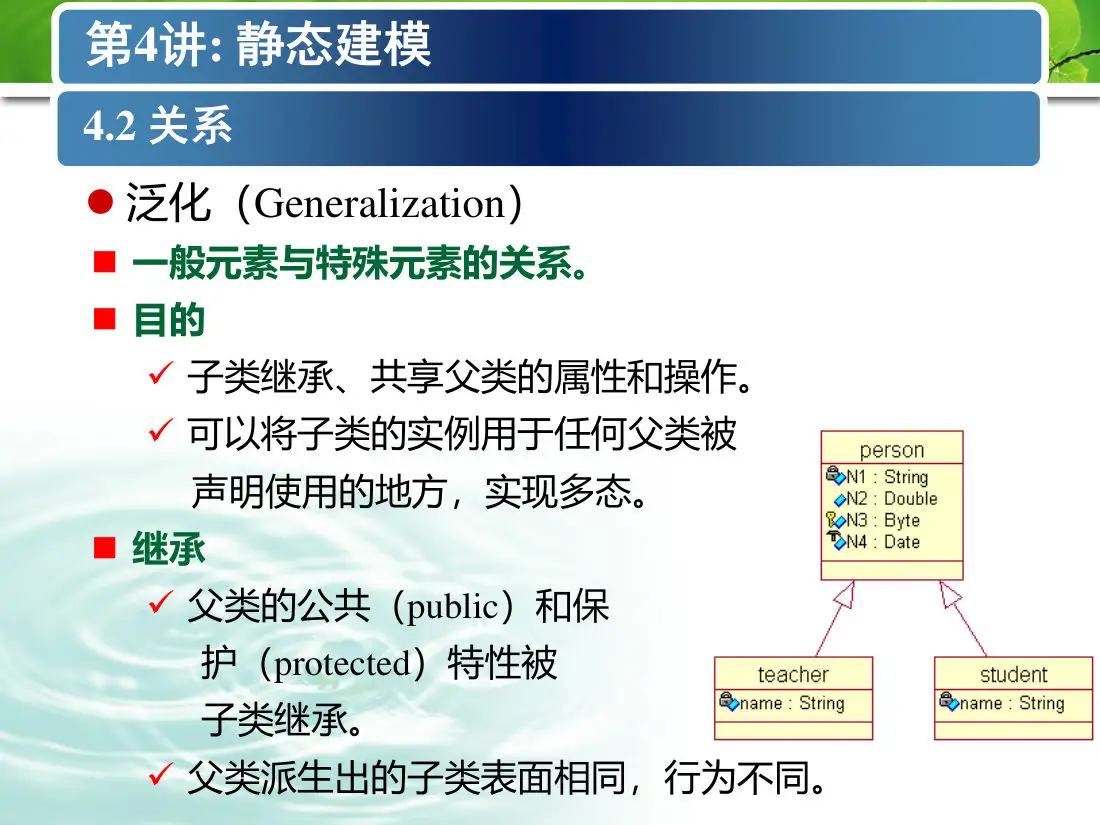 第4讲: 静态建模
4.2 关系
泛化（Generalization）
一般元素与特殊元素的关系。
目的
子类继承、共享父类的属性和操作。
可以将子类的实例用于任何父类被
声明使用的地方，实现多态。
继承
父类的公共（public）和保
护（protected）特性被
子类继承。
父类派生出的子类表面相同，行为不同。
person
N1 : String
N2 : Double
N3 : Byte
N4 : Date
teacher
name : String
student
name : String